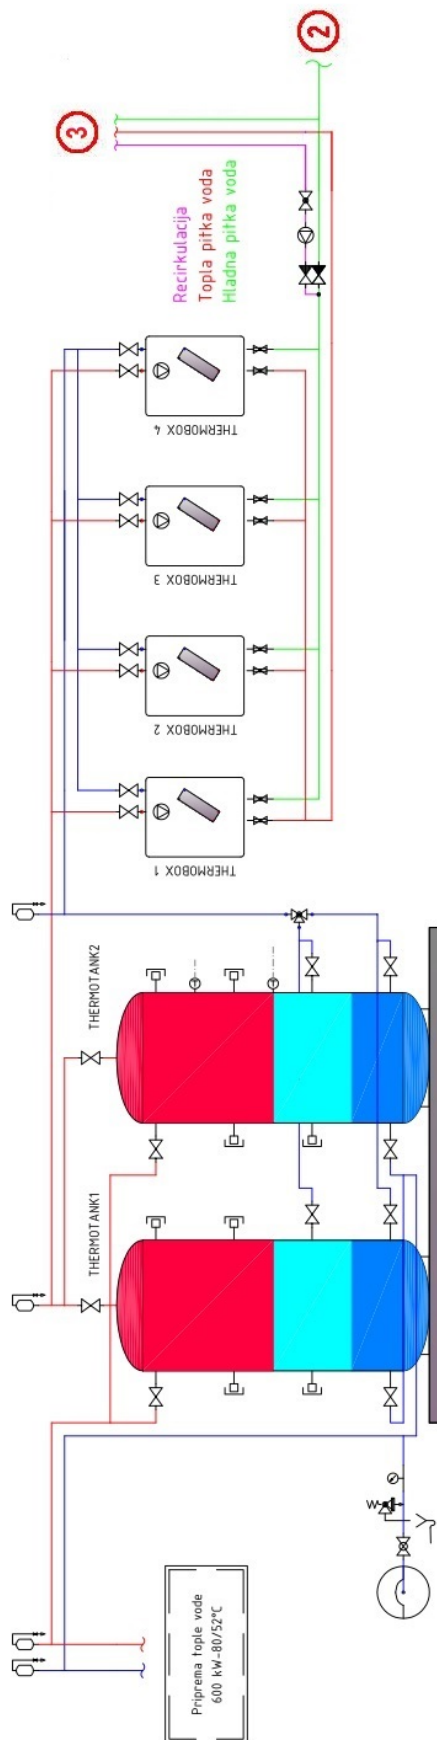 Priprema tople vode
600 kW-80/52°C
THERMOTANK1
THERMOTANK2
THERMOBOX 1
THERMOBOX 2
THERMOBOX 3
THERMOBOX 4
Recirkulacija
Topla pitka voda
Hladna pitka voda
3
2